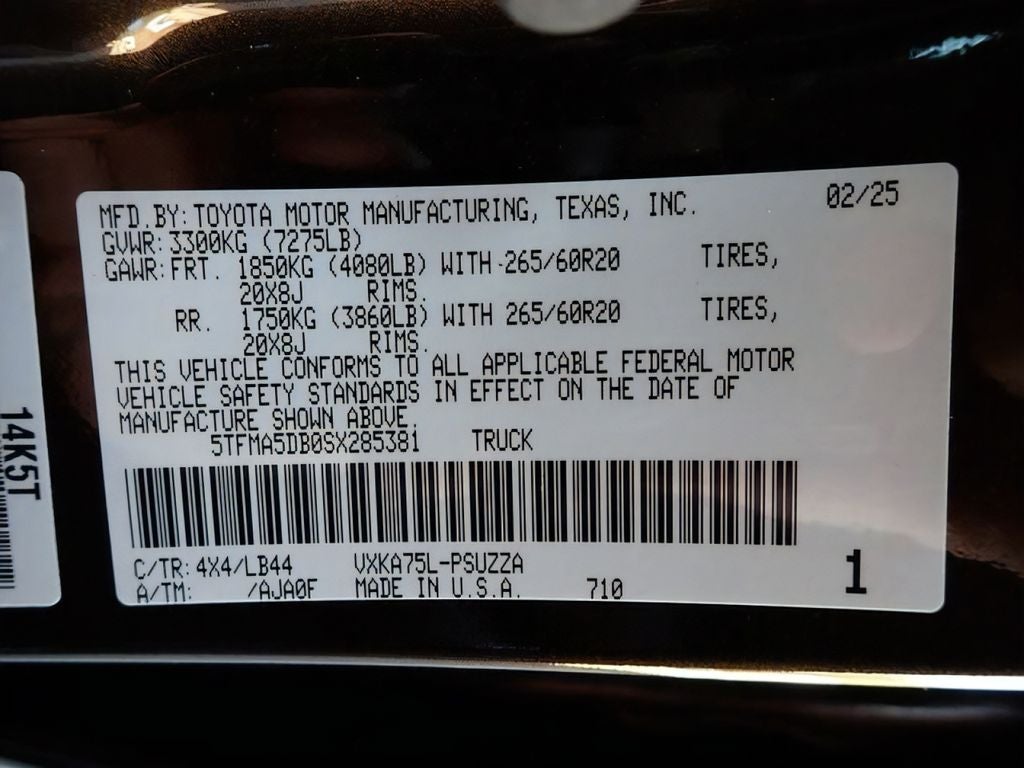 MFD.BY: TOYOTA MOTOR MANUFACTURING, TEXAS, INC. 02/25
GVWR: 3300KG (7275LB)
GAWR: FRT. 1850KG (4080LB) WITH 265/60R20 TIRES,
20X8J RIMS.
RR. 1750KG (3860LB) WITH 265/60R20 TIRES,
20X8J RIMS.
THIS VEHICLE CONFORMS TO ALL APPLICABLE FEDERAL MOTOR
VEHICLE SAFETY STANDARDS IN EFFECT ON THE DATE OF
MANUFACTURE SHOWN ABOVE.
5TFMA5DB0SX285381 TRUCK
C/TR: 4X4/LB44 VXKA75L-PSUZZA
A/TM: /AJA0F MADE IN U.S.A. 710
1
14K5T